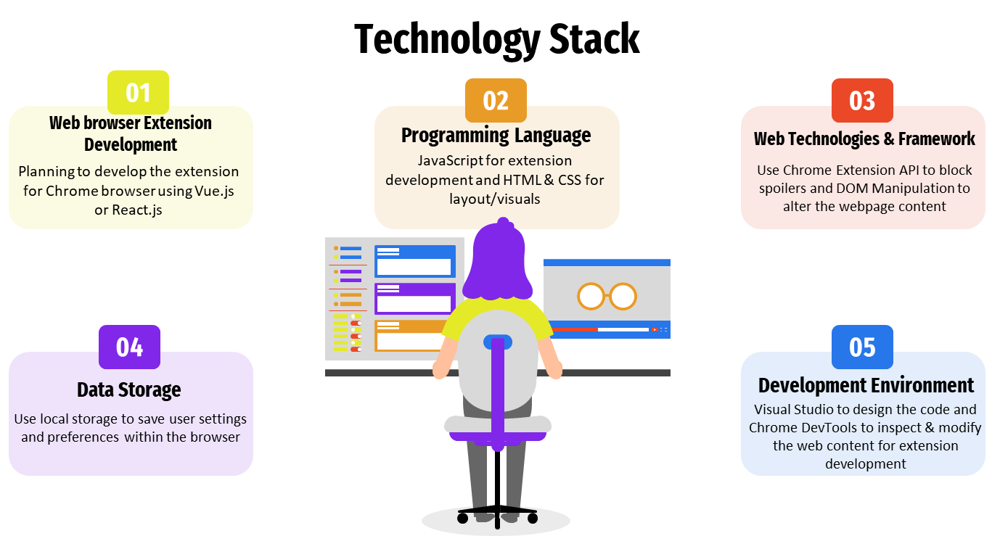 Technology Stack
01
Web browser Extension
Development
Planning to develop the extension
for Chrome browser using Vue.js
or React.js
02
Programming Language
JavaScript for extension
development and HTML & CSS for
layout/visuals
03
Web Technologies & Framework
Use Chrome Extension API to block
spoilers and DOM Manipulation to
alter the webpage content
04
Data Storage
Use local storage to save user settings
and preferences within the browser
05
Development Environment
Visual Studio to design the code and
Chrome DevTools to inspect & modify
the web content for extension
development